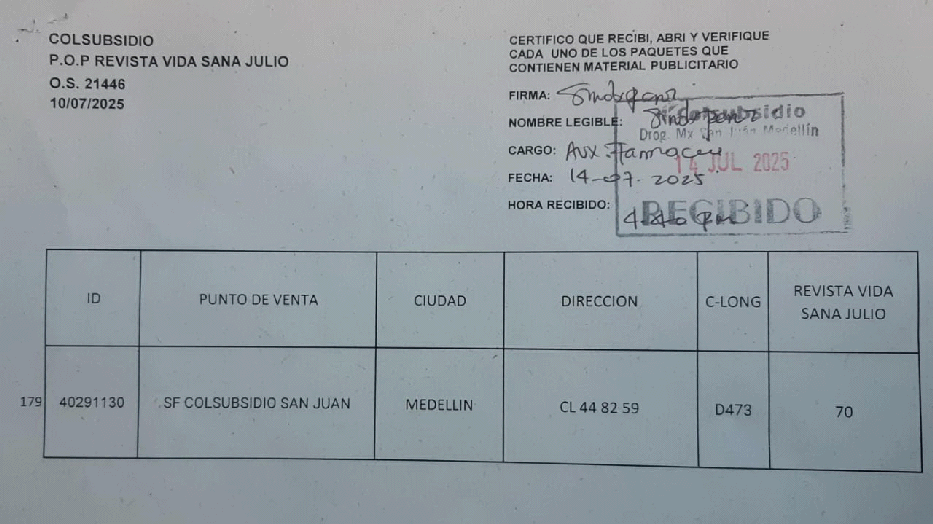 COLSUBSIDIO
P.O.P REVISTA VIDA SANA JULIO
O.S. 21446
10/07/2025
CERTIFICO QUE RECIBI, ABRI Y VERIFIQUE
CADA UNO DE LOS PAQUETES QUE
CONTIENEN MATERIAL PUBLICITARIO
FIRMA:
NOMBRE LEGIBLE:
Colsubsidio
Drog. Mx San Juan Medellín
CARGO: Aux
14 JUL 2025
FECHA: 14-07-2025
HORA RECIBIDO: pm
RECIBIDO
ID PUNTO DE VENTA CIUDAD DIRECCION C-LONG REVISTA VIDA SANA JULIO
179 40291130 .SF COLSUBSIDIO SAN JUAN MEDELLIN CL 44 82 59 D473 70